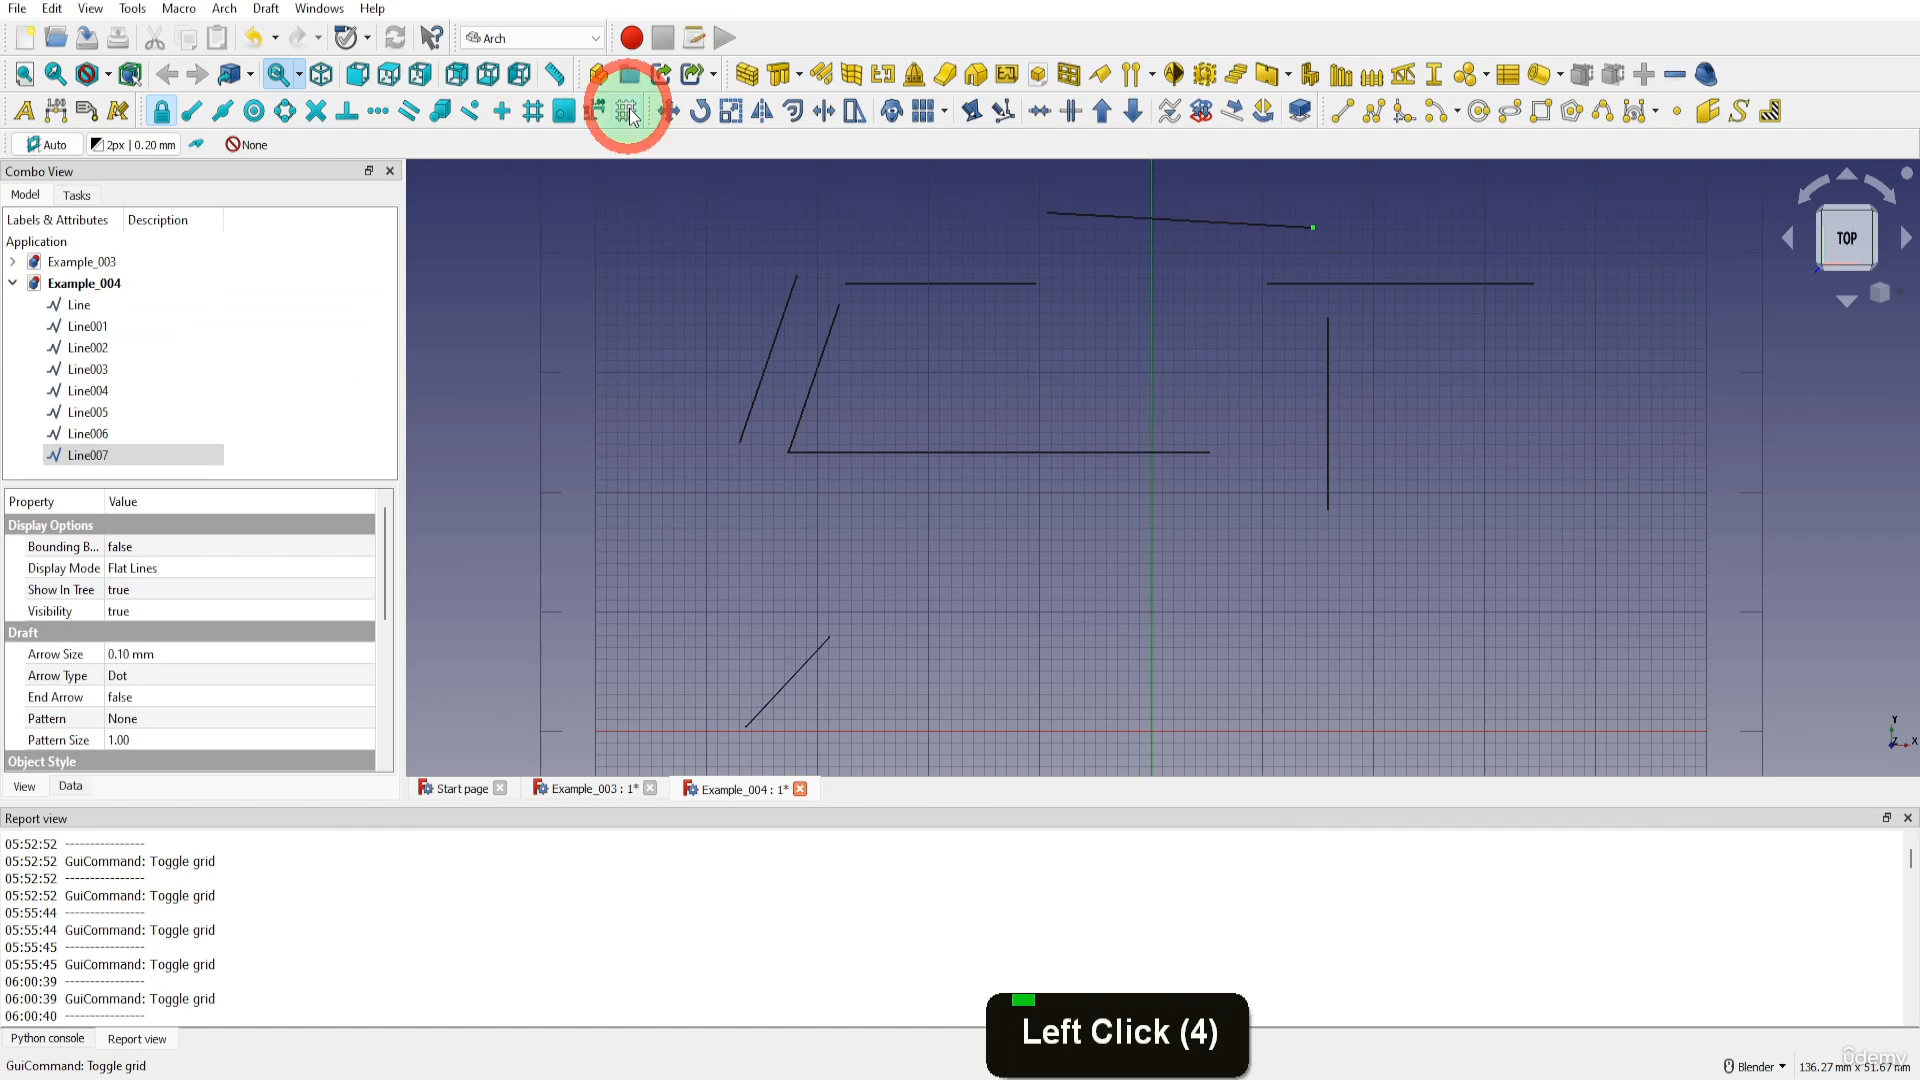 File Edit View Tools Macro Arch Draft Windows Help
Arch
Auto 2px | 0.20 mm None
Combo View
Model Tasks
Labels & Attributes Description
Application
Example_003
Example_004
Line
Line001
Line002
Line003
Line004
Line005
Line006
Line007
Property Value
Display Options
Bounding B... false
Display Mode Flat Lines
Show In Tree true
Visibility true
Draft
Arrow Size 0.10 mm
Arrow Type Dot
End Arrow false
Pattern None
Pattern Size 1.00
Object Style
View Data
TOP
Y
Z X
Start page Example_003 : 1* Example_004 : 1*
Report view
05:52:52 ----------------
05:52:52 GuiCommand: Toggle grid
05:52:52 ----------------
05:52:52 GuiCommand: Toggle grid
05:55:44 ----------------
05:55:44 GuiCommand: Toggle grid
05:55:45 ----------------
05:55:45 GuiCommand: Toggle grid
06:00:39 ----------------
06:00:39 GuiCommand: Toggle grid
06:00:40 ----------------
Left Click (4)
Python console Report view
GuiCommand: Toggle grid
Blender 136.27 mm x 51.67 mm
udemy